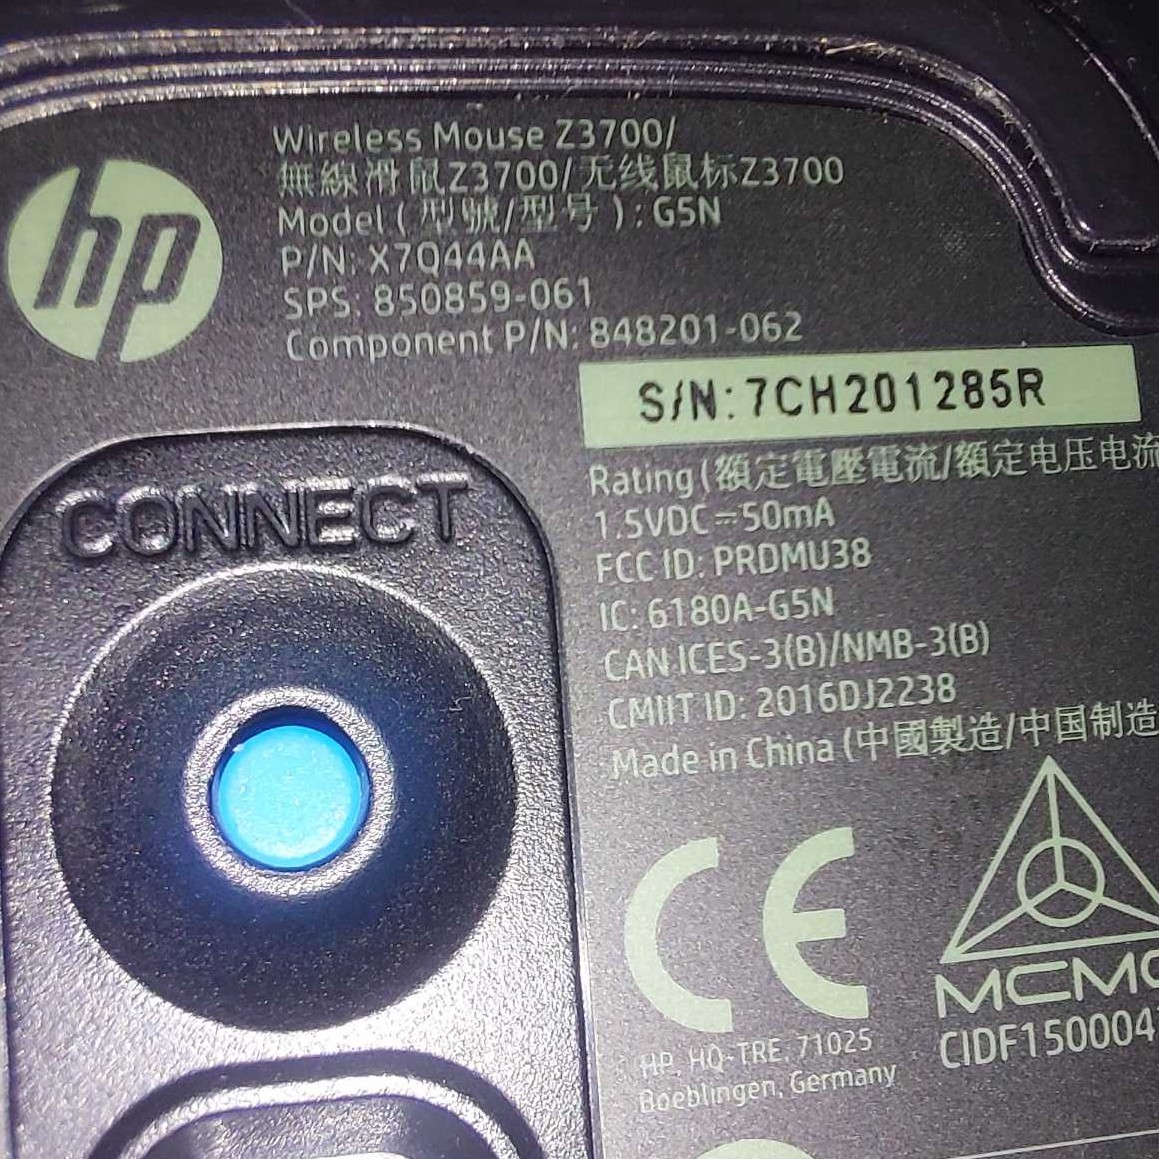 hp
Wireless Mouse Z3700/
無線滑鼠Z3700/无线鼠标Z3700
Model ( 型號/型号 ) : G5N
P/N: X7Q44AA
SPS: 850859-061
Component P/N: 848201-062
S/N: 7CH201285R
CONNECT
Rating (額定電壓電流/額定电压电流
1.5VDC⎓50mA
FCC ID: PRDMU38
IC: 6180A-G5N
CAN ICES-3(B)/NMB-3(B)
CMIIT ID: 2016DJ2238
Made in China (中國製造/中国制造
CE
MCMC
CIDF1500047
HP, HQ-TRE, 71025
Boeblingen, Germany